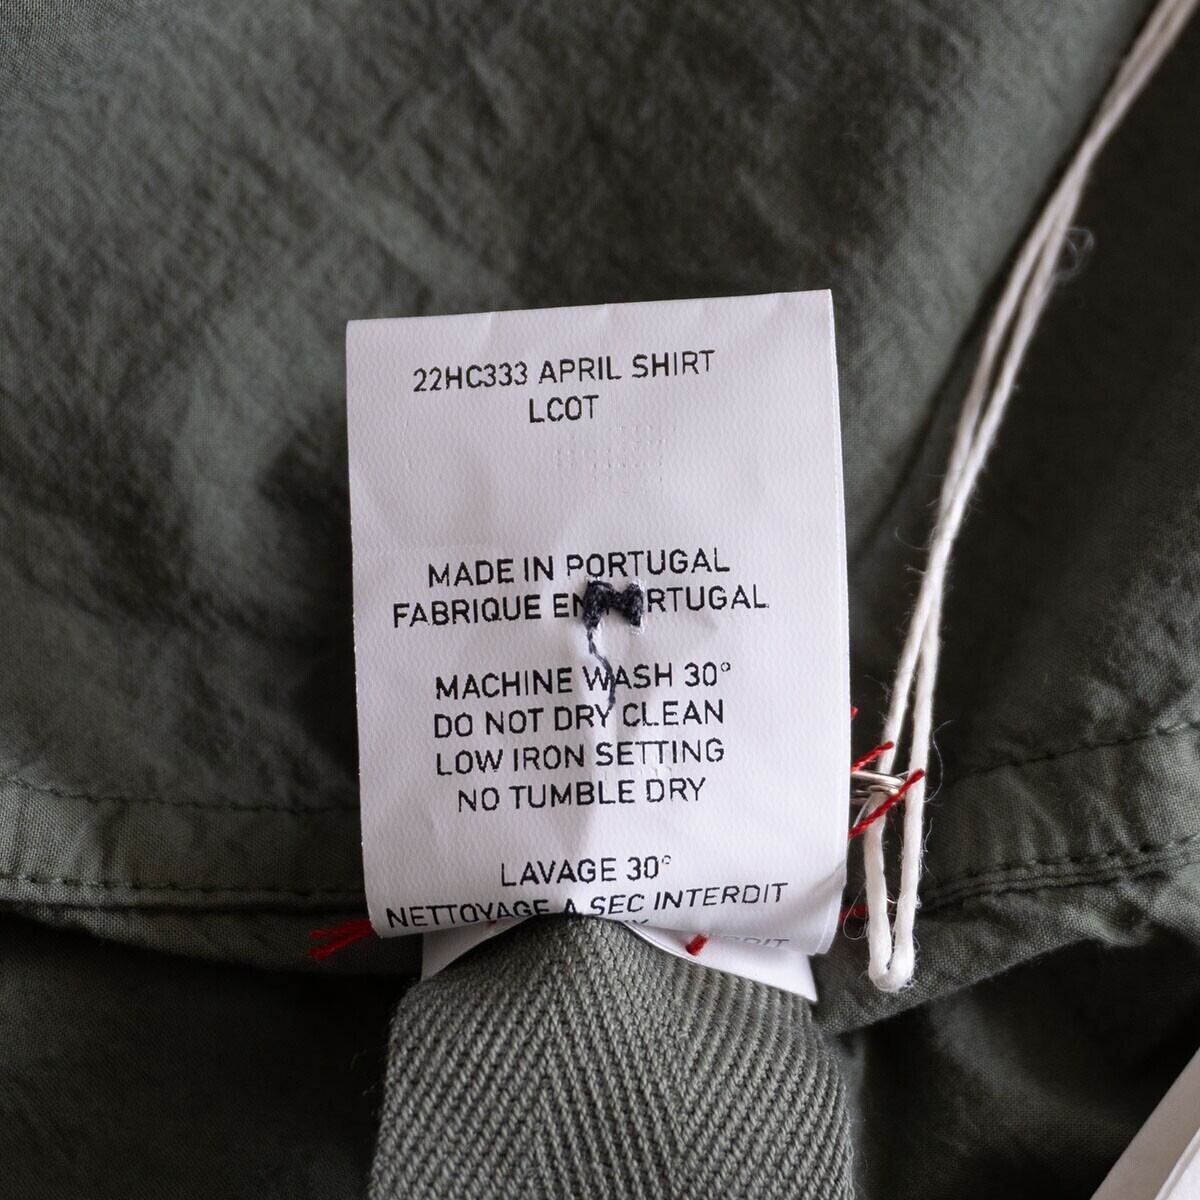 22HC333 APRIL SHIRT
LCOT
MADE IN PORTUGAL
FABRIQUE EN PORTUGAL
MACHINE WASH 30°
DO NOT DRY CLEAN
LOW IRON SETTING
NO TUMBLE DRY
LAVAGE 30°
NETTOYAGE A SEC INTERDIT